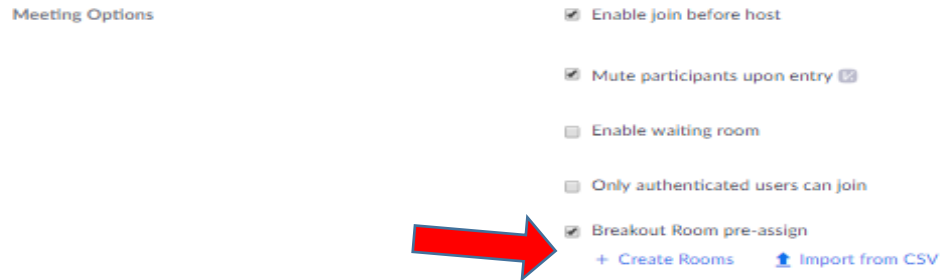 Meeting Options
Enable join before host
Mute participants upon entry
Enable waiting room
Only authenticated users can join
Breakout Room pre-assign
+ Create Rooms
Import from CSV